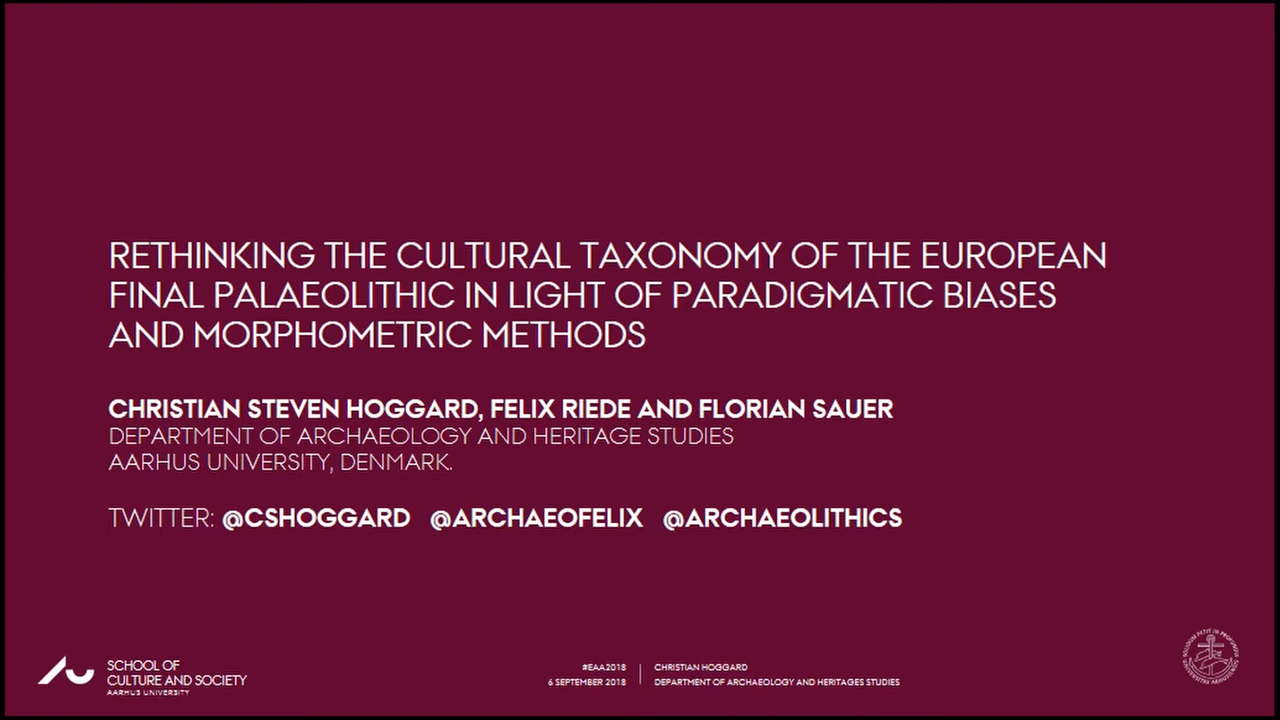 RETHINKING THE CULTURAL TAXONOMY OF THE EUROPEAN
FINAL PALAEOLITHIC IN LIGHT OF PARADIGMATIC BIASES
AND MORPHOMETRIC METHODS
CHRISTIAN STEVEN HOGGARD, FELIX RIEDE AND FLORIAN SAUER
DEPARTMENT OF ARCHAEOLOGY AND HERITAGE STUDIES
AARHUS UNIVERSITY, DENMARK.
TWITTER: @CSHOGGARD @ARCHAEOFELIX @ARCHAEOLITHICS
SCHOOL OF
CULTURE AND SOCIETY
AARHUS UNIVERSITY
#EAA2018
6 SEPTEMBER 2018
CHRISTIAN HOGGARD
DEPARTMENT OF ARCHAEOLOGY AND HERITAGES STUDIES